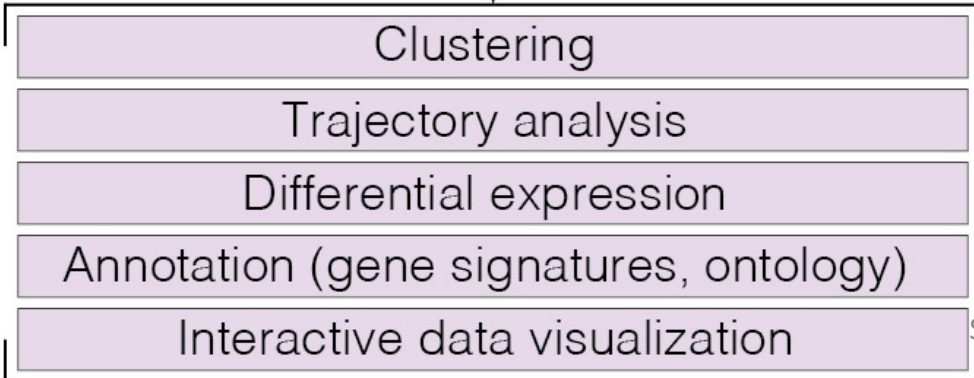 Clustering
Trajectory analysis
Differential expression
Annotation (gene signatures, ontology)
Interactive data visualization